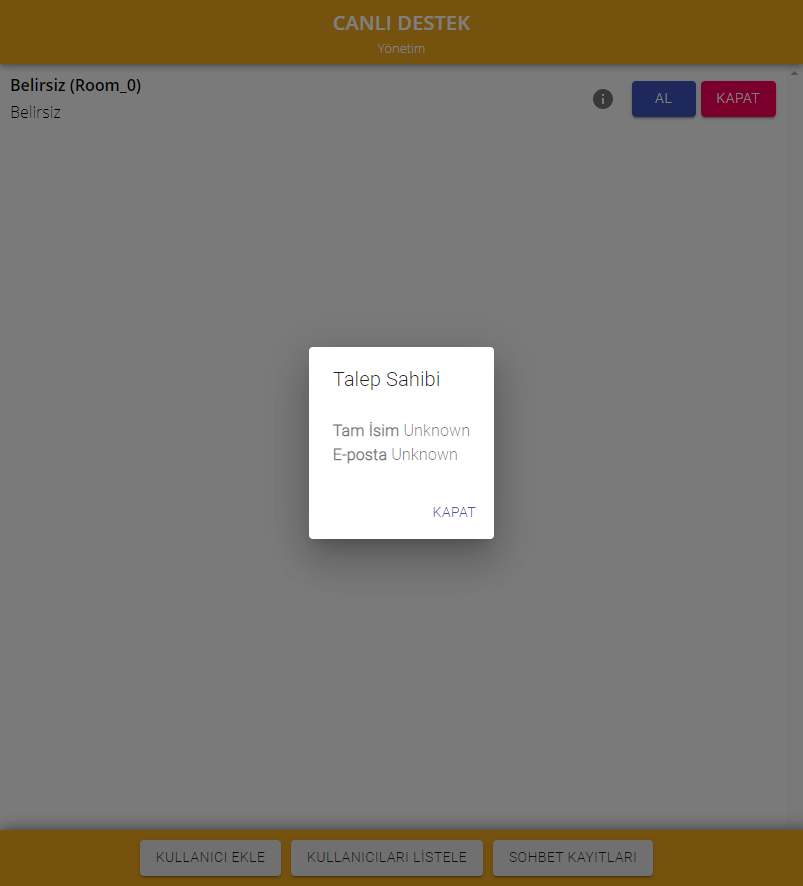 CANLI DESTEK
Yönetim
Belirsiz (Room_0)
Belirsiz
AL
KAPAT
Talep Sahibi
Tam İsim Unknown
E-posta Unknown
KAPAT
KULLANICI EKLE
KULLANICILARI LİSTELE
SOHBET KAYITLARI